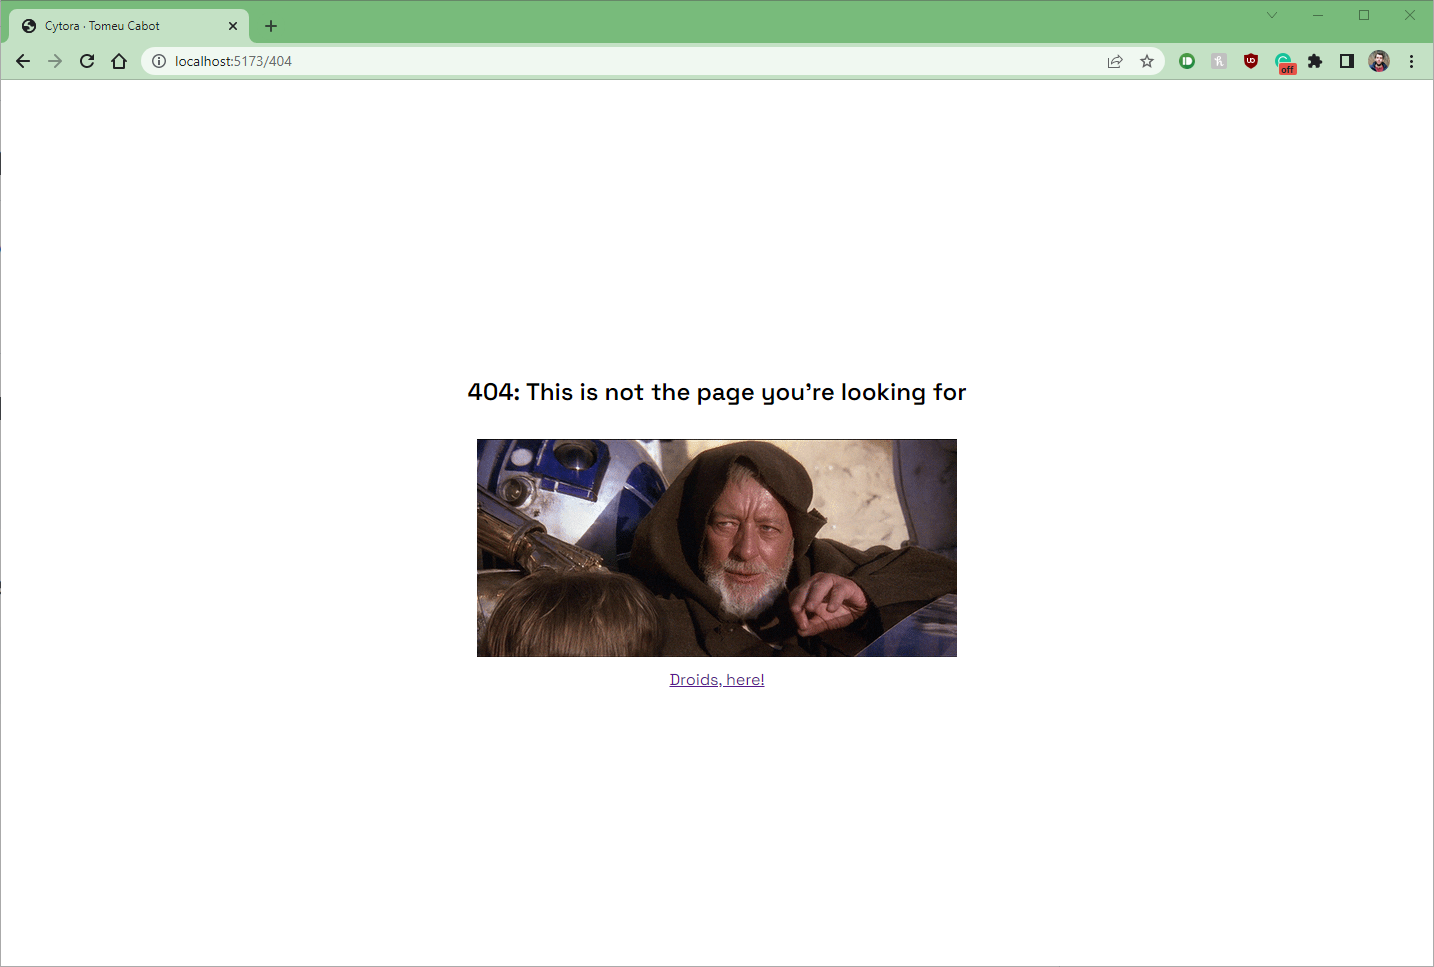 Cytora · Tomeu Cabot
localhost:5173/404
off
404: This is not the page you're looking for
Droids, here!